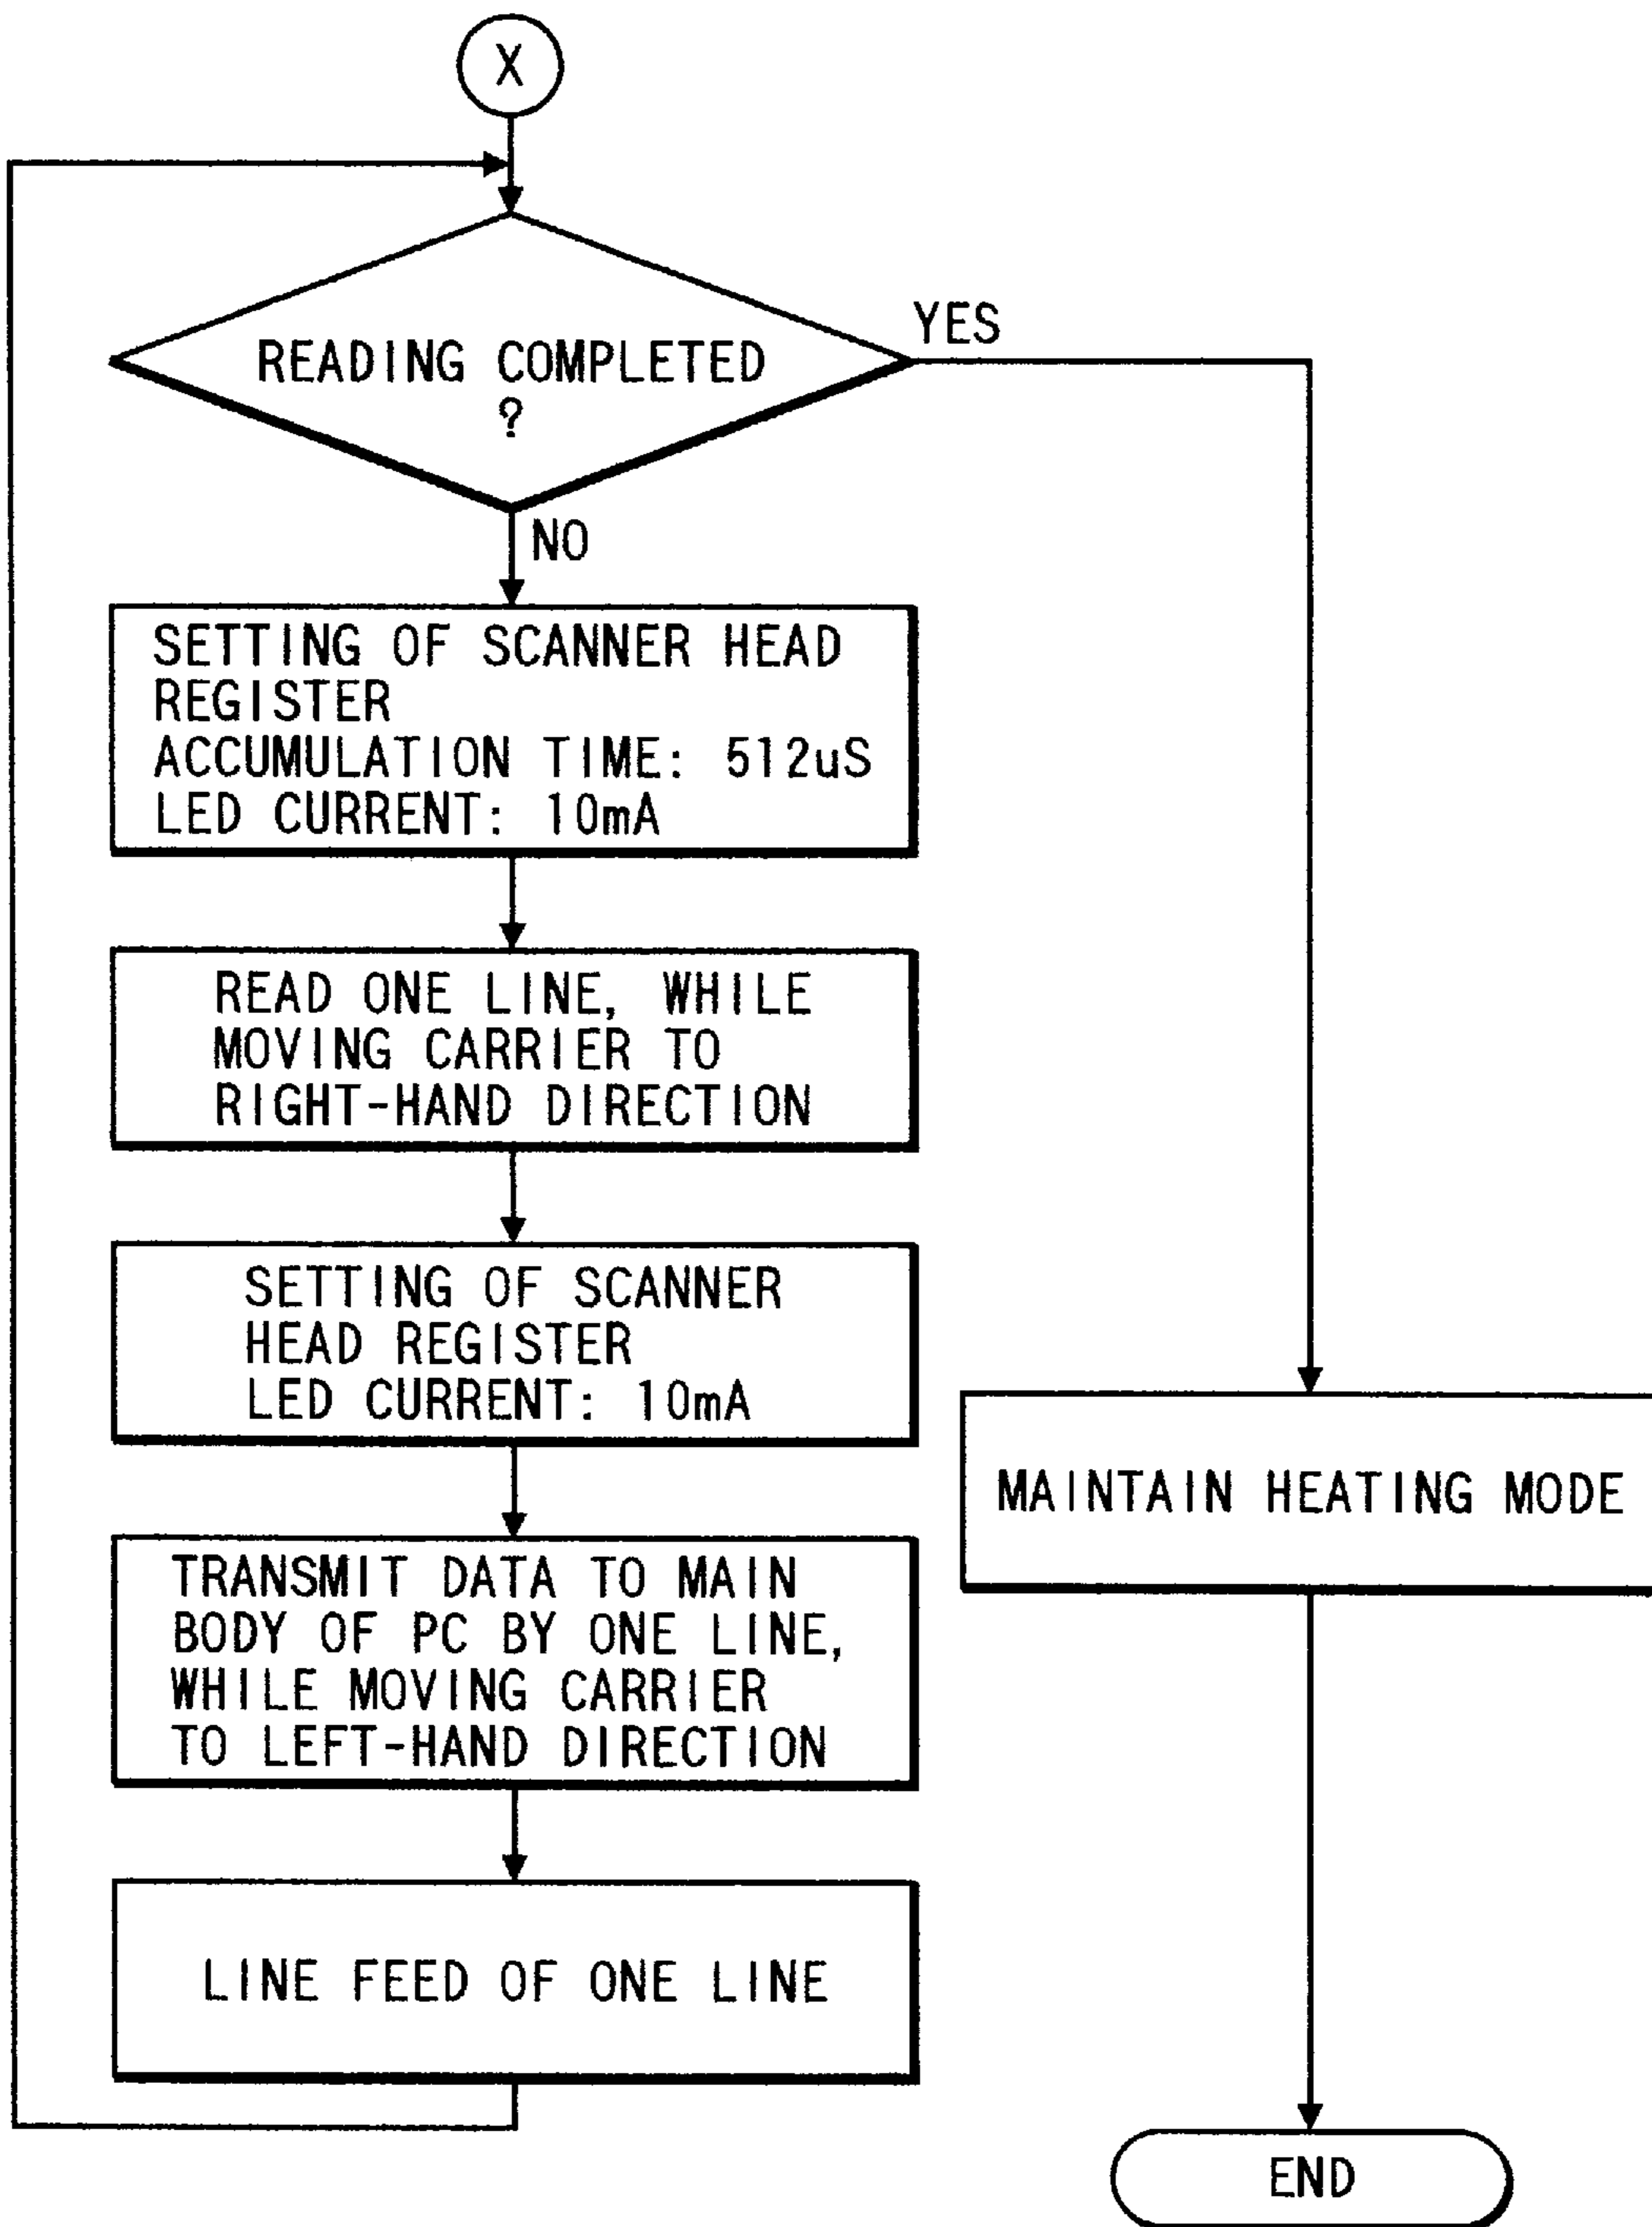 X
READING COMPLETED
?
YES
NO
SETTING OF SCANNER HEAD
REGISTER
ACCUMULATION TIME: 512uS
LED CURRENT: 10mA
READ ONE LINE, WHILE
MOVING CARRIER TO
RIGHT-HAND DIRECTION
SETTING OF SCANNER
HEAD REGISTER
LED CURRENT: 10mA
TRANSMIT DATA TO MAIN
BODY OF PC BY ONE LINE,
WHILE MOVING CARRIER
TO LEFT-HAND DIRECTION
LINE FEED OF ONE LINE
MAINTAIN HEATING MODE
END